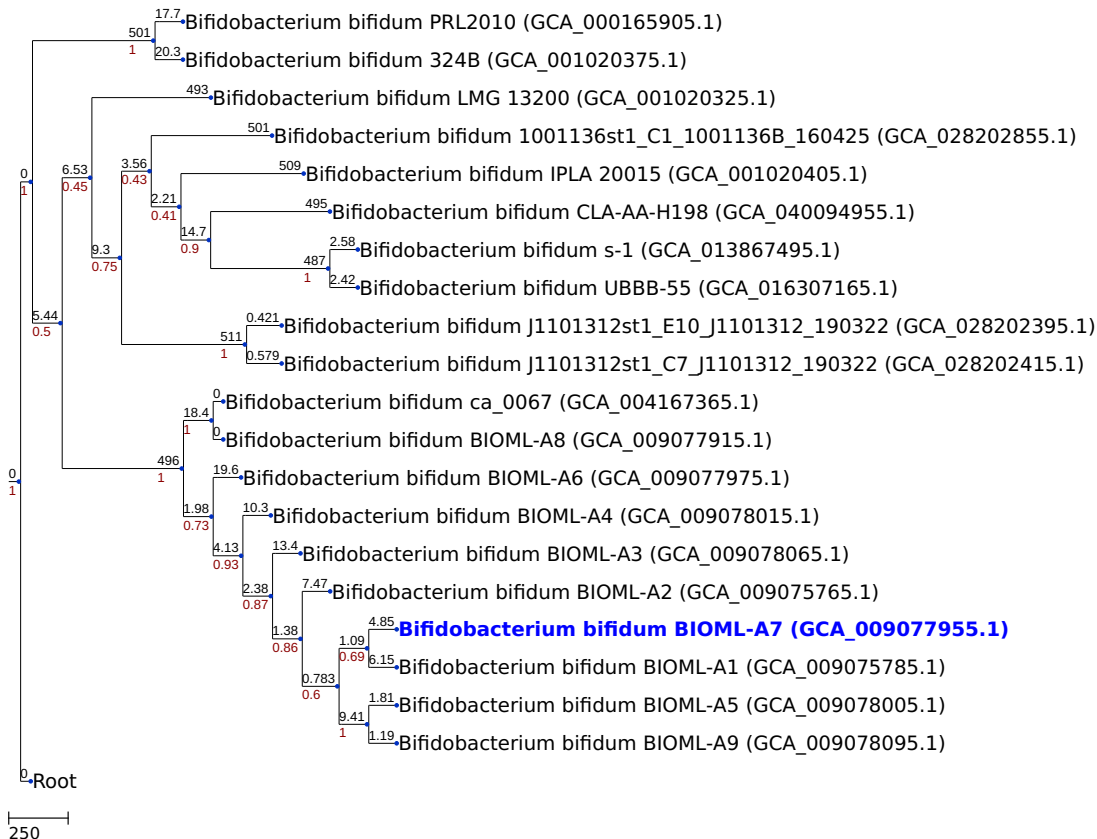 17.7
Bifidobacterium bifidum PRL2010 (GCA_000165905.1)
501
1
20.3
Bifidobacterium bifidum 324B (GCA_001020375.1)
493
Bifidobacterium bifidum LMG 13200 (GCA_001020325.1)
501
Bifidobacterium bifidum 1001136st1_C1_1001136B_160425 (GCA_028202855.1)
3.56
0.43
509
Bifidobacterium bifidum IPLA 20015 (GCA_001020405.1)
0
1
6.53
0.45
2.21
0.41
495
Bifidobacterium bifidum CLA-AA-H198 (GCA_040094955.1)
14.7
0.9
2.58
Bifidobacterium bifidum s-1 (GCA_013867495.1)
9.3
0.75
487
1
2.42
Bifidobacterium bifidum UBBB-55 (GCA_016307165.1)
5.44
0.5
0.421
Bifidobacterium bifidum J1101312st1_E10_J1101312_190322 (GCA_028202395.1)
511
1
0.579
Bifidobacterium bifidum J1101312st1_C7_J1101312_190322 (GCA_028202415.1)
0
Bifidobacterium bifidum ca_0067 (GCA_004167365.1)
18.4
1
0
Bifidobacterium bifidum BIOML-A8 (GCA_009077915.1)
496
1
19.6
Bifidobacterium bifidum BIOML-A6 (GCA_009077975.1)
0
1
1.98
0.73
10.3
Bifidobacterium bifidum BIOML-A4 (GCA_009078015.1)
4.13
0.93
13.4
Bifidobacterium bifidum BIOML-A3 (GCA_009078065.1)
2.38
0.87
7.47
Bifidobacterium bifidum BIOML-A2 (GCA_009075765.1)
1.38
0.86
4.85
Bifidobacterium bifidum BIOML-A7 (GCA_009077955.1)
1.09
0.69
6.15
Bifidobacterium bifidum BIOML-A1 (GCA_009075785.1)
0.783
0.6
1.81
Bifidobacterium bifidum BIOML-A5 (GCA_009078005.1)
9.41
1
1.19
Bifidobacterium bifidum BIOML-A9 (GCA_009078095.1)
0
Root
250